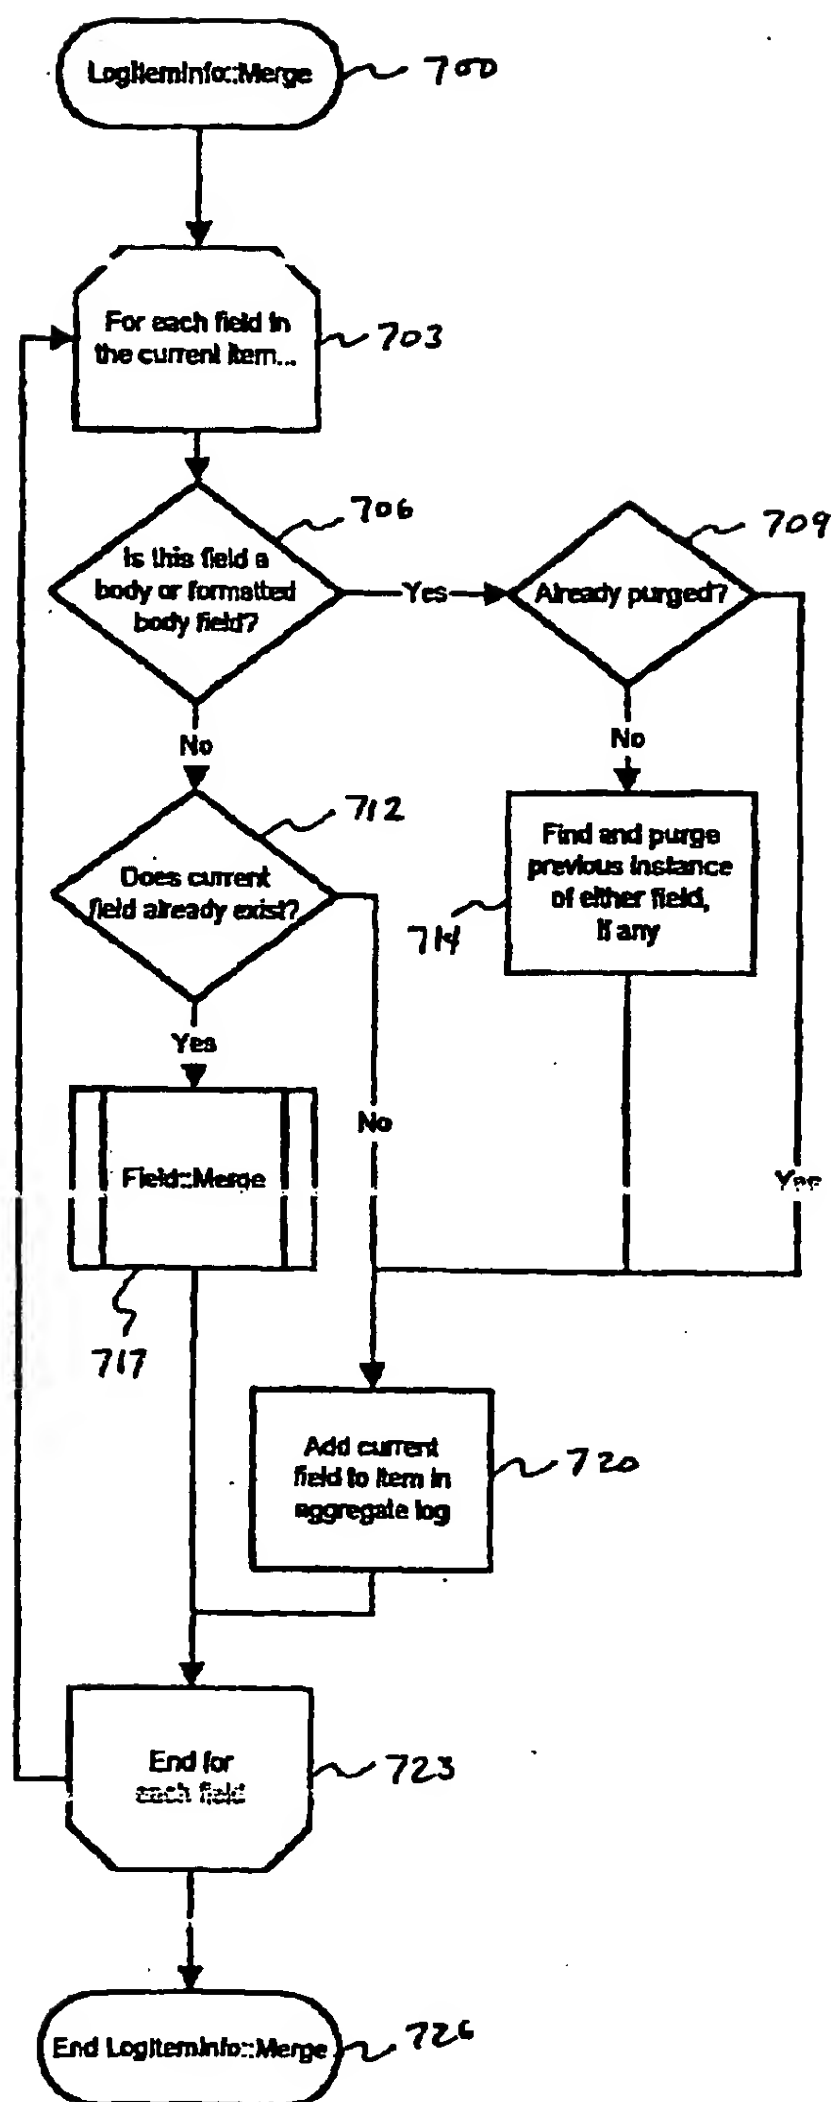 LogItemInfo::Merge
700
For each field in
the current item...
703
706
Is this field a
body or formatted
body field?
Yes
709
Already purged?
No
No
712
Does current
field already exist?
Find and purge
previous instance
of either field,
if any
714
Yes
No
Yes
Field::Merge
717
Add current
field to item in
aggregate log
720
End for
each field
723
End LogItemInfo::Merge
726